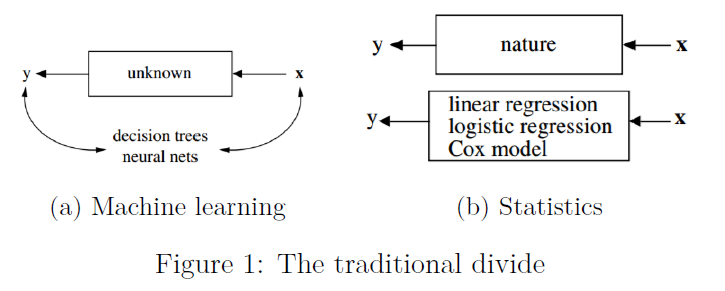 y
unknown
x
decision trees
neural nets
(a) Machine learning
y
nature
x
y
linear regression
logistic regression
Cox model
x
(b) Statistics
Figure 1: The traditional divide